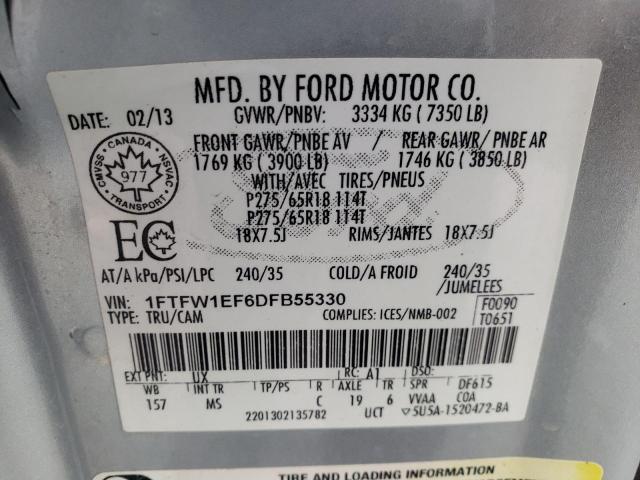 MFD. BY FORD MOTOR CO.
DATE: 02/13 GVWR/PNBV: 3334 KG ( 7350 LB)
FRONT GAWR/PNBE AV / REAR GAWR/ PNBE AR
1769 KG ( 3900 LB) 1746 KG ( 3850 LB)
WITH/AVEC TIRES/PNEUS
P275/65R18 114T
P275/65R18 114T
18X7.5J RIMS/JANTES 18X7.5J
CMVSS CANADA NSVAC
977
TRANSPORT
EC
AT/A kPa/PSI/LPC 240/35 COLD/A FROID 240/35
/JUMELEES
VIN: 1FTFW1EF6DFB55330 F0090
TYPE: TRU/CAM COMPLIES: ICES/NMB-002 T0651
EXT PNT: UX RC: A1 DSO:
WB INT TR TP/PS R AXLE TR SPR DF615
157 MS C 19 6 VVAA COA
2201302135782 UCT 5U5A-1520472-BA
TIRE AND LOADING INFORMATION